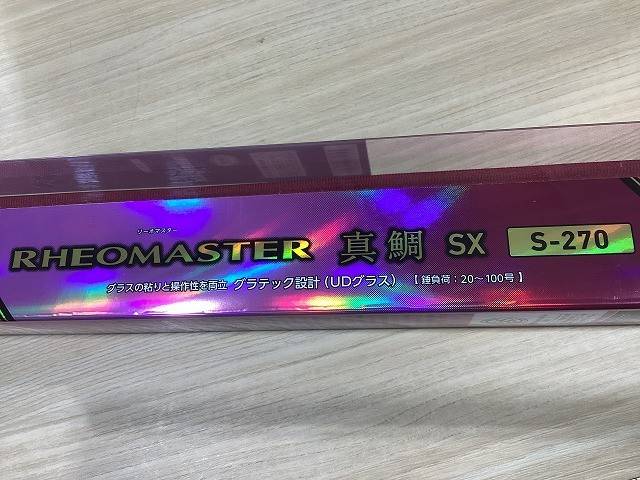 リーオマスター
RHEOMASTER 真鯛 SX S-270
グラスの粘りと操作性を両立 グラテック設計（UDグラス） 【 錘負荷：20～100号 】